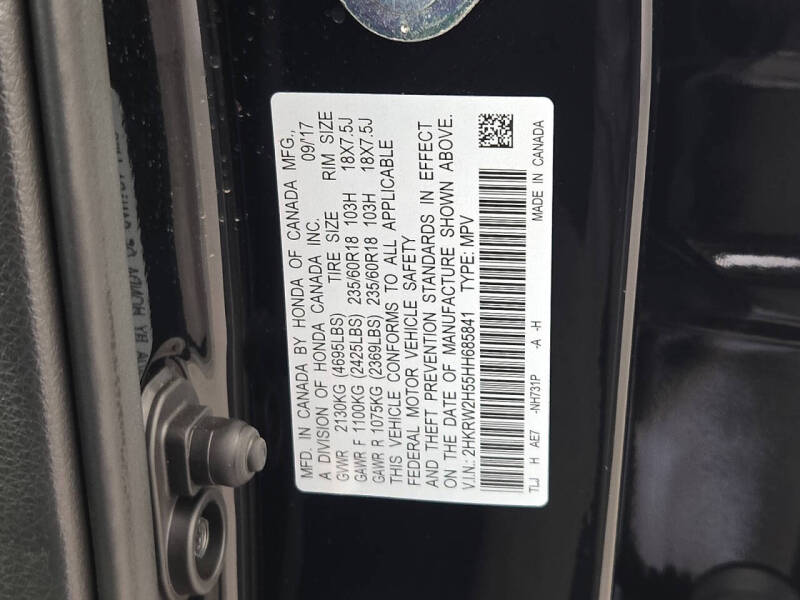 MFD. IN CANADA BY HONDA OF CANADA MFG.,
A DIVISION OF HONDA CANADA INC. 09/'17
GVWR 2130KG (4695LBS) TIRE SIZE RIM SIZE
GAWR F 1100KG (2425LBS) 235/60R18 103H 18X7.5J
GAWR R 1075KG (2369LBS) 235/60R18 103H 18X7.5J
THIS VEHICLE CONFORMS TO ALL APPLICABLE
FEDERAL MOTOR VEHICLE SAFETY
AND THEFT PREVENTION STANDARDS IN EFFECT
ON THE DATE OF MANUFACTURE SHOWN ABOVE.
V.I.N.: 2HKRW2H55HH685841 TYPE: MPV
TLJ H AE7 -NH731P -A -H MADE IN CANADA